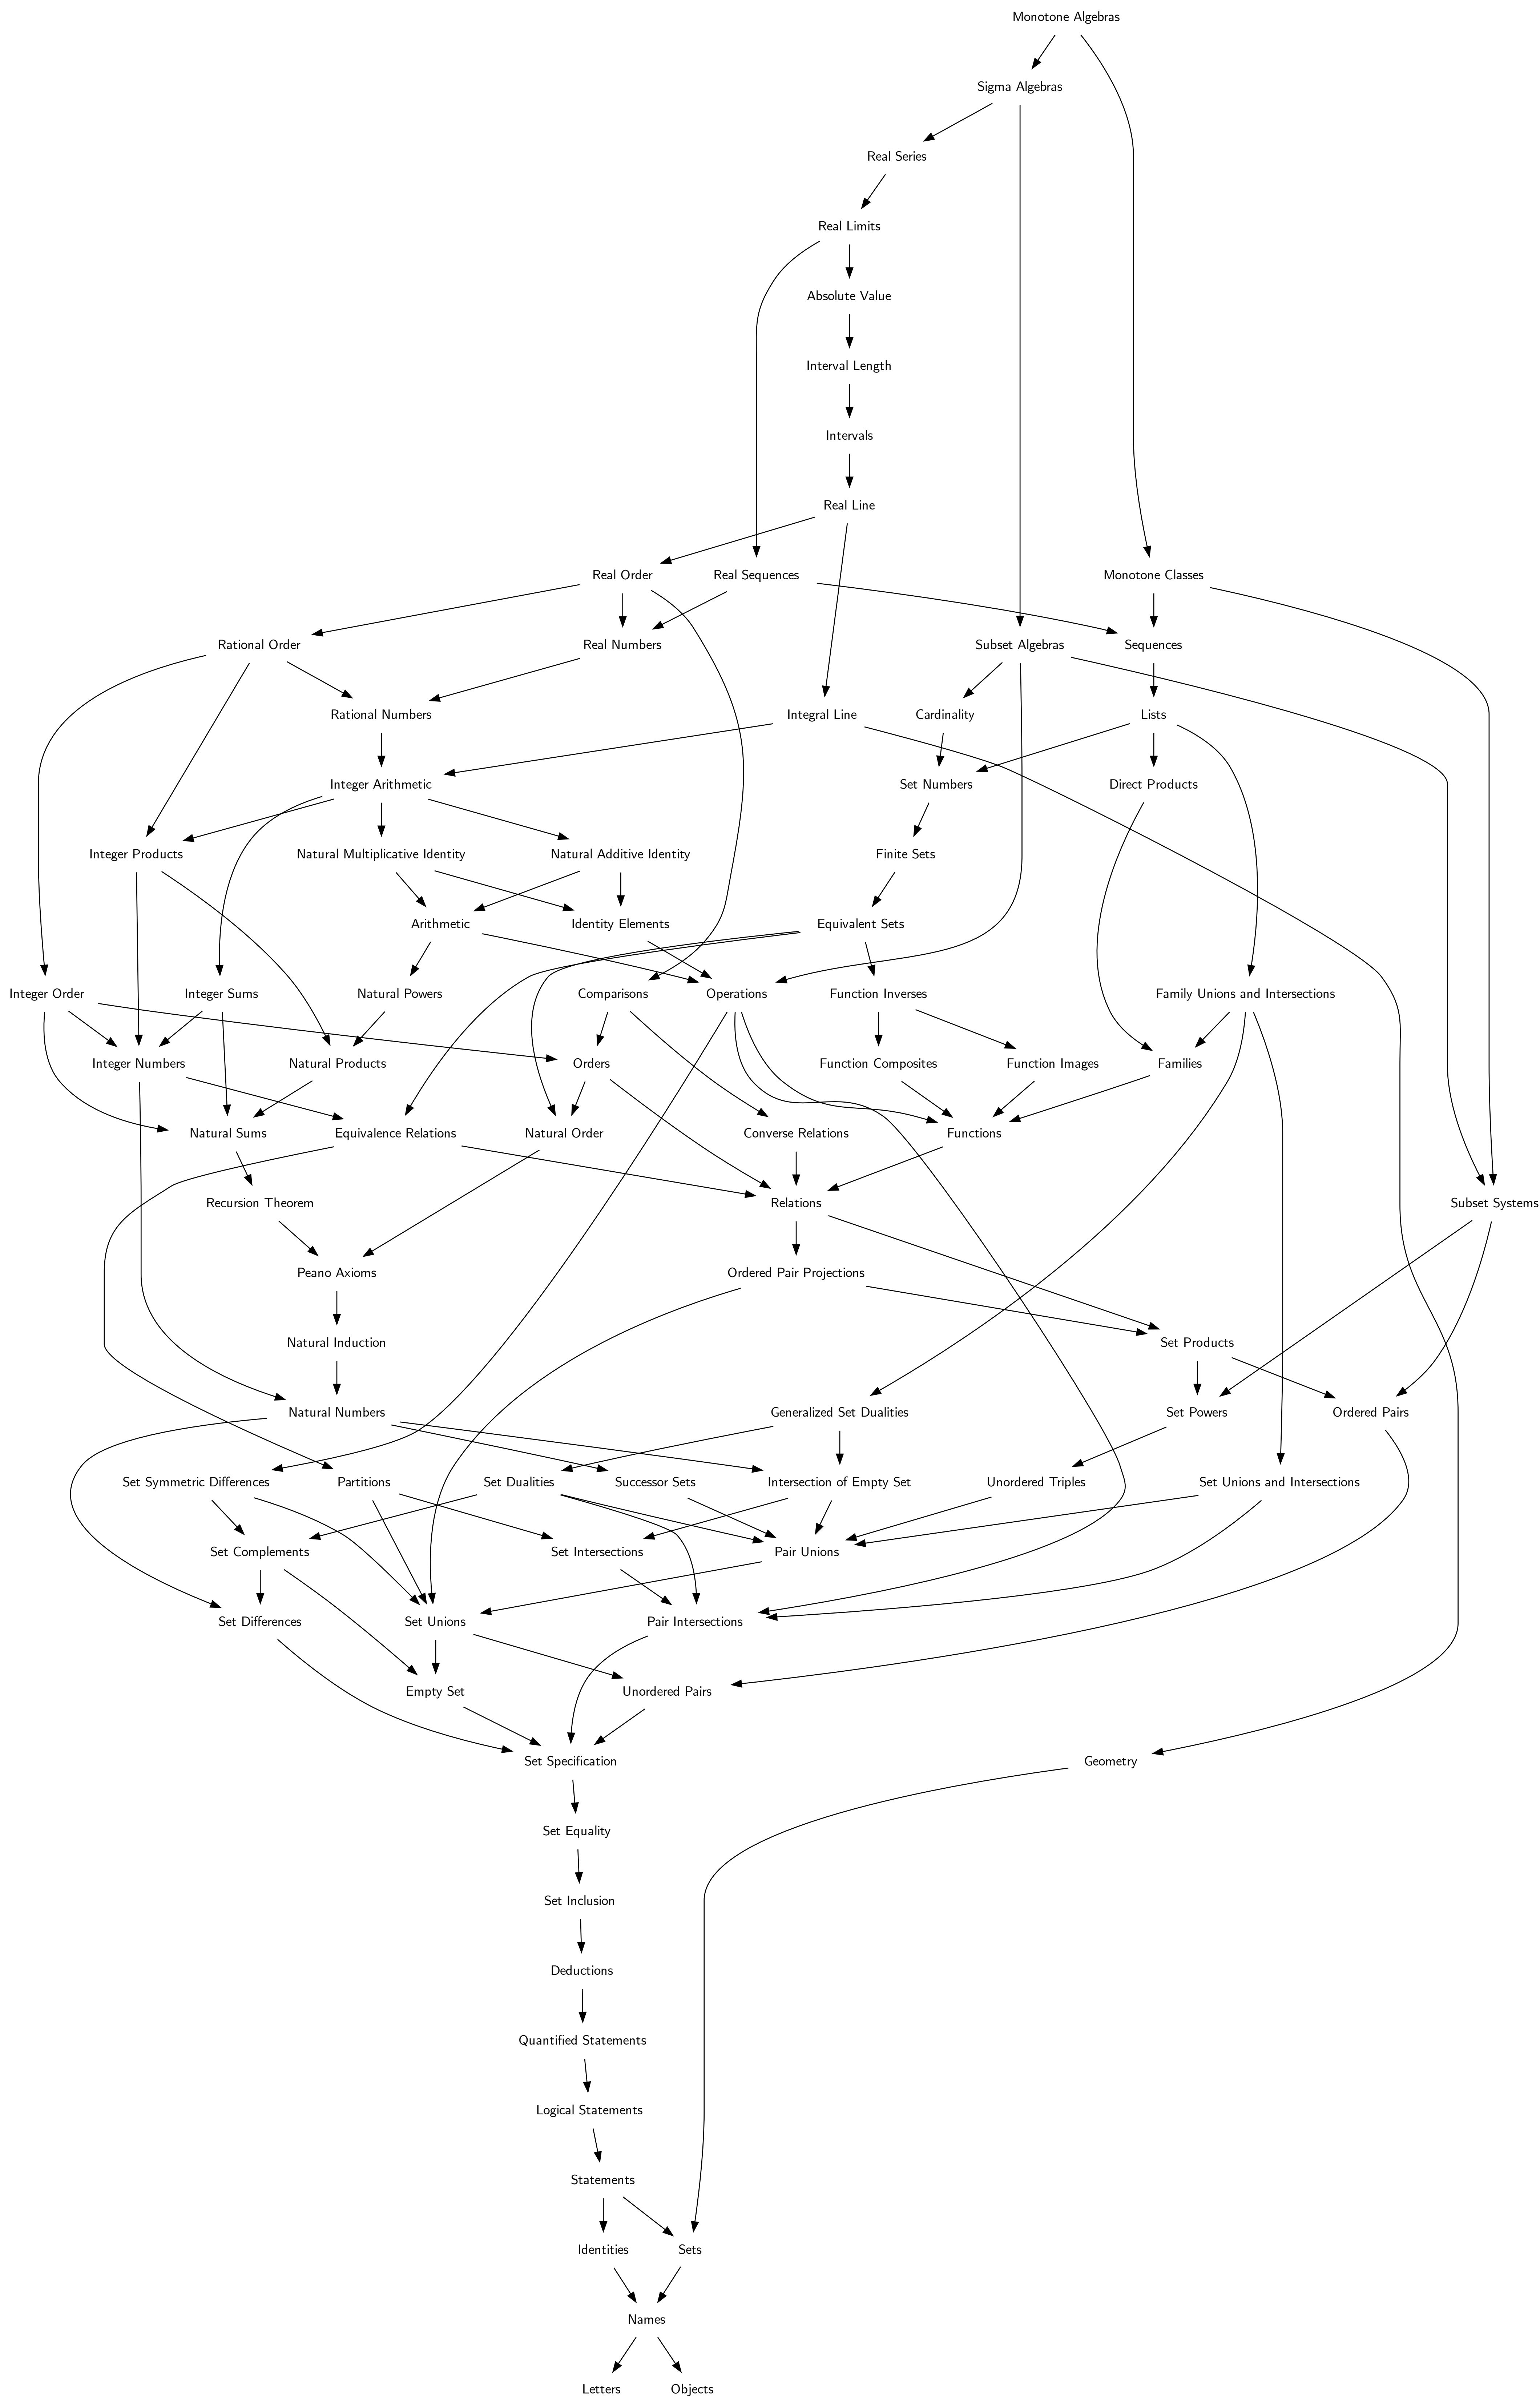 Monotone Algebras
Sigma Algebras
Real Series
Real Limits
Absolute Value
Interval Length
Intervals
Real Line
Real Order
Real Sequences
Monotone Classes
Rational Order
Real Numbers
Subset Algebras
Sequences
Rational Numbers
Integral Line
Cardinality
Lists
Integer Arithmetic
Set Numbers
Direct Products
Integer Products
Natural Multiplicative Identity
Natural Additive Identity
Finite Sets
Arithmetic
Identity Elements
Equivalent Sets
Integer Order
Integer Sums
Natural Powers
Comparisons
Operations
Function Inverses
Family Unions and Intersections
Integer Numbers
Natural Products
Orders
Function Composites
Function Images
Families
Natural Sums
Equivalence Relations
Natural Order
Converse Relations
Functions
Recursion Theorem
Relations
Subset Systems
Peano Axioms
Ordered Pair Projections
Natural Induction
Set Products
Natural Numbers
Generalized Set Dualities
Set Powers
Ordered Pairs
Set Symmetric Differences
Partitions
Set Dualities
Successor Sets
Intersection of Empty Set
Unordered Triples
Set Unions and Intersections
Set Complements
Set Intersections
Pair Unions
Set Differences
Set Unions
Pair Intersections
Empty Set
Unordered Pairs
Set Specification
Geometry
Set Equality
Set Inclusion
Deductions
Quantified Statements
Logical Statements
Statements
Identities
Sets
Names
Letters
Objects